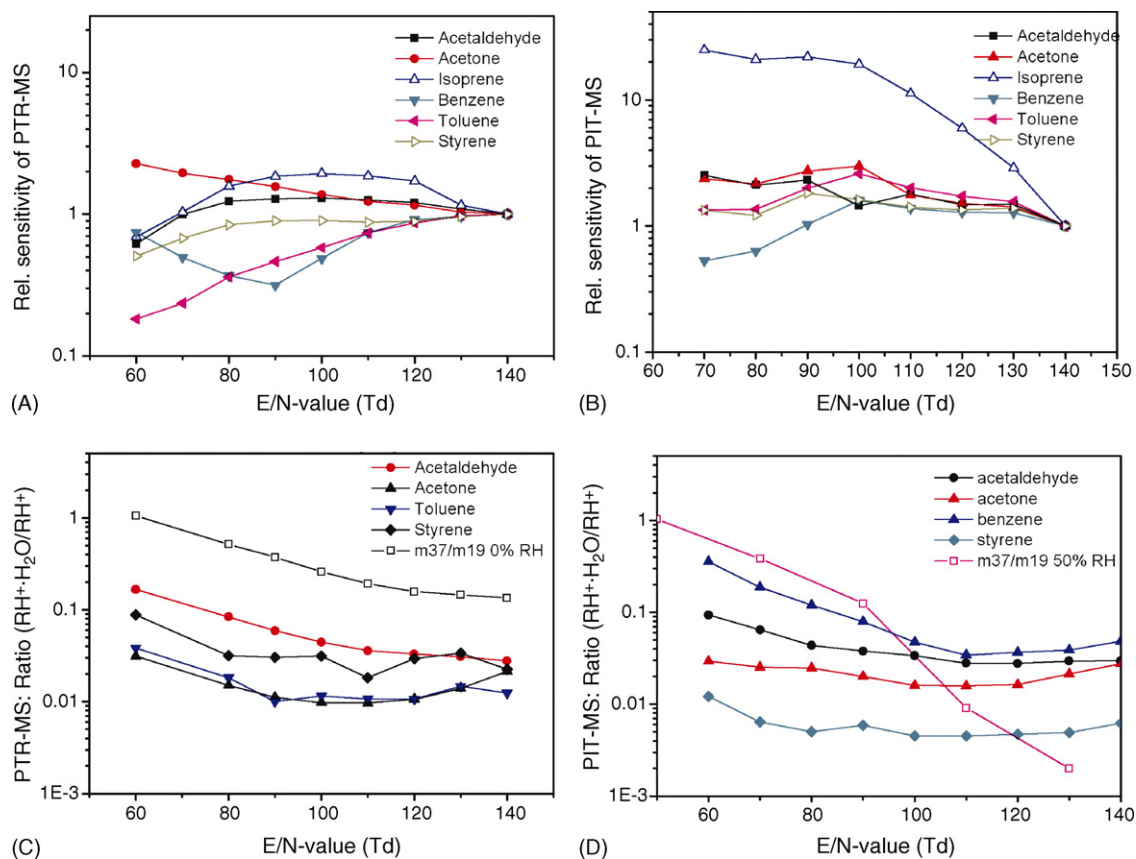 Rel. sensitivity of PTR-MS
10
1
0.1
60 80 100 120 140
E/N-value (Td)
Acetaldehyde
Acetone
Isoprene
Benzene
Toluene
Styrene
(A)
Rel. sensitivity of PIT-MS
10
1
0.1
60 70 80 90 100 110 120 130 140 150
E/N-value (Td)
Acetaldehyde
Acetone
Isoprene
Benzene
Toluene
Styrene
(B)
PTR-MS: Ratio (RH⁺·H₂O/RH⁺)
1
0.1
0.01
1E-3
60 80 100 120 140
E/N-value (Td)
Acetaldehyde
Acetone
Toluene
Styrene
m37/m19 0% RH
(C)
PIT-MS: Ratio (RH⁺·H₂O/RH⁺)
1
0.1
0.01
1E-3
60 70 80 90 100 110 120 130 140
E/N-value (Td)
acetaldehyde
acetone
benzene
styrene
m37/m19 50% RH
(D)